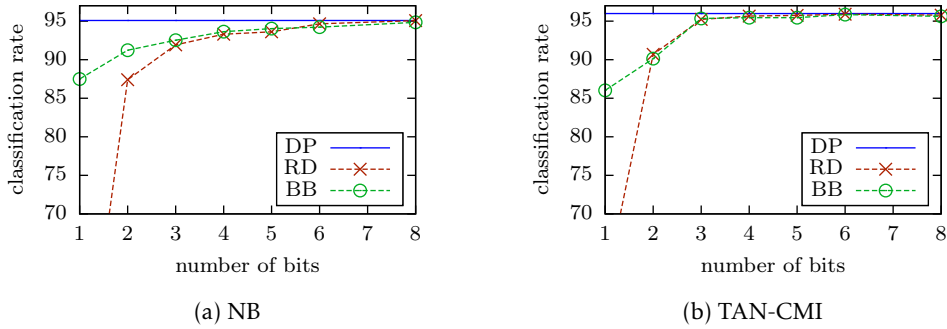 95
90
85
80
75
70
classification rate
DP
RD
BB
1 2 3 4 5 6 7 8
number of bits
(a) NB
95
90
85
80
75
70
classification rate
DP
RD
BB
1 2 3 4 5 6 7 8
number of bits
(b) TAN-CMI